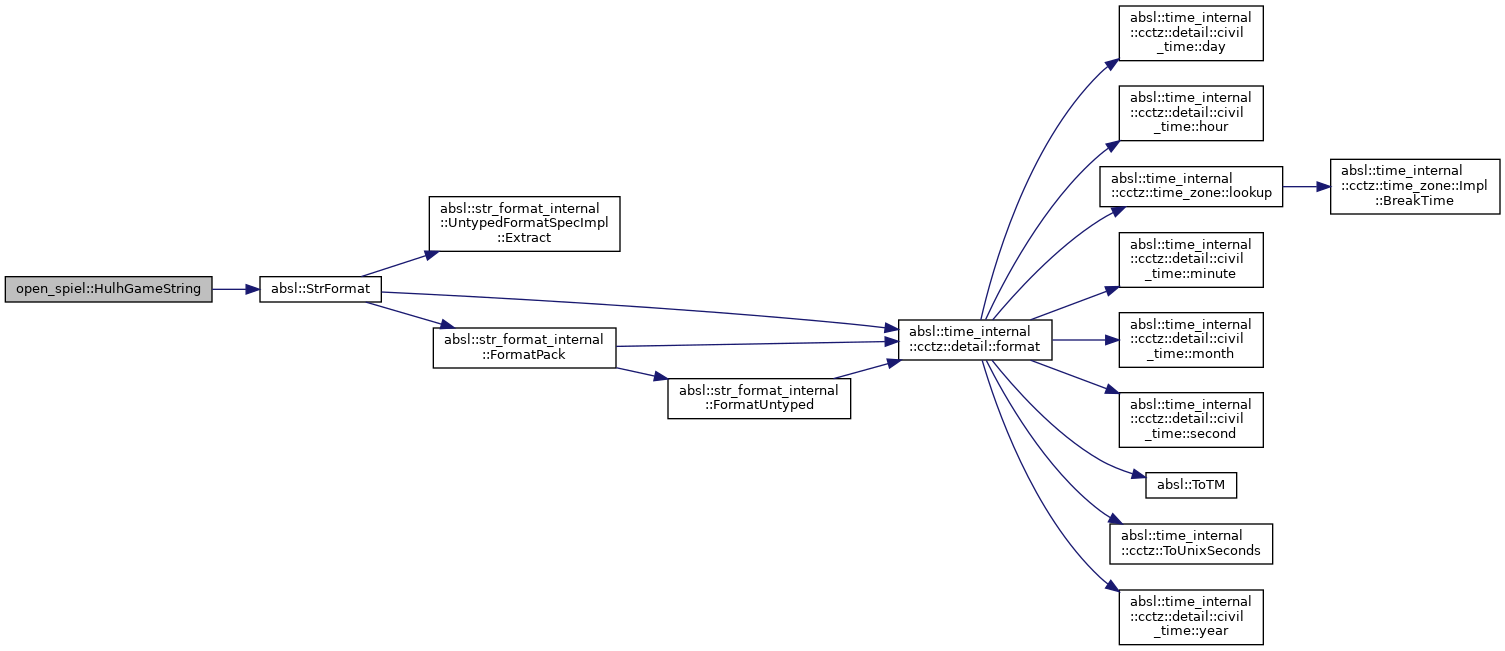 open_spiel::HulhGameString
absl::StrFormat
absl::str_format_internal
::UntypedFormatSpecImpl
::Extract
absl::str_format_internal
::FormatPack
absl::str_format_internal
::FormatUntyped
absl::time_internal
::cctz::detail::format
absl::time_internal
::cctz::detail::civil
_time::day
absl::time_internal
::cctz::detail::civil
_time::hour
absl::time_internal
::cctz::time_zone::lookup
absl::time_internal
::cctz::time_zone::Impl
::BreakTime
absl::time_internal
::cctz::detail::civil
_time::minute
absl::time_internal
::cctz::detail::civil
_time::month
absl::time_internal
::cctz::detail::civil
_time::second
absl::ToTM
absl::time_internal
::cctz::ToUnixSeconds
absl::time_internal
::cctz::detail::civil
_time::year